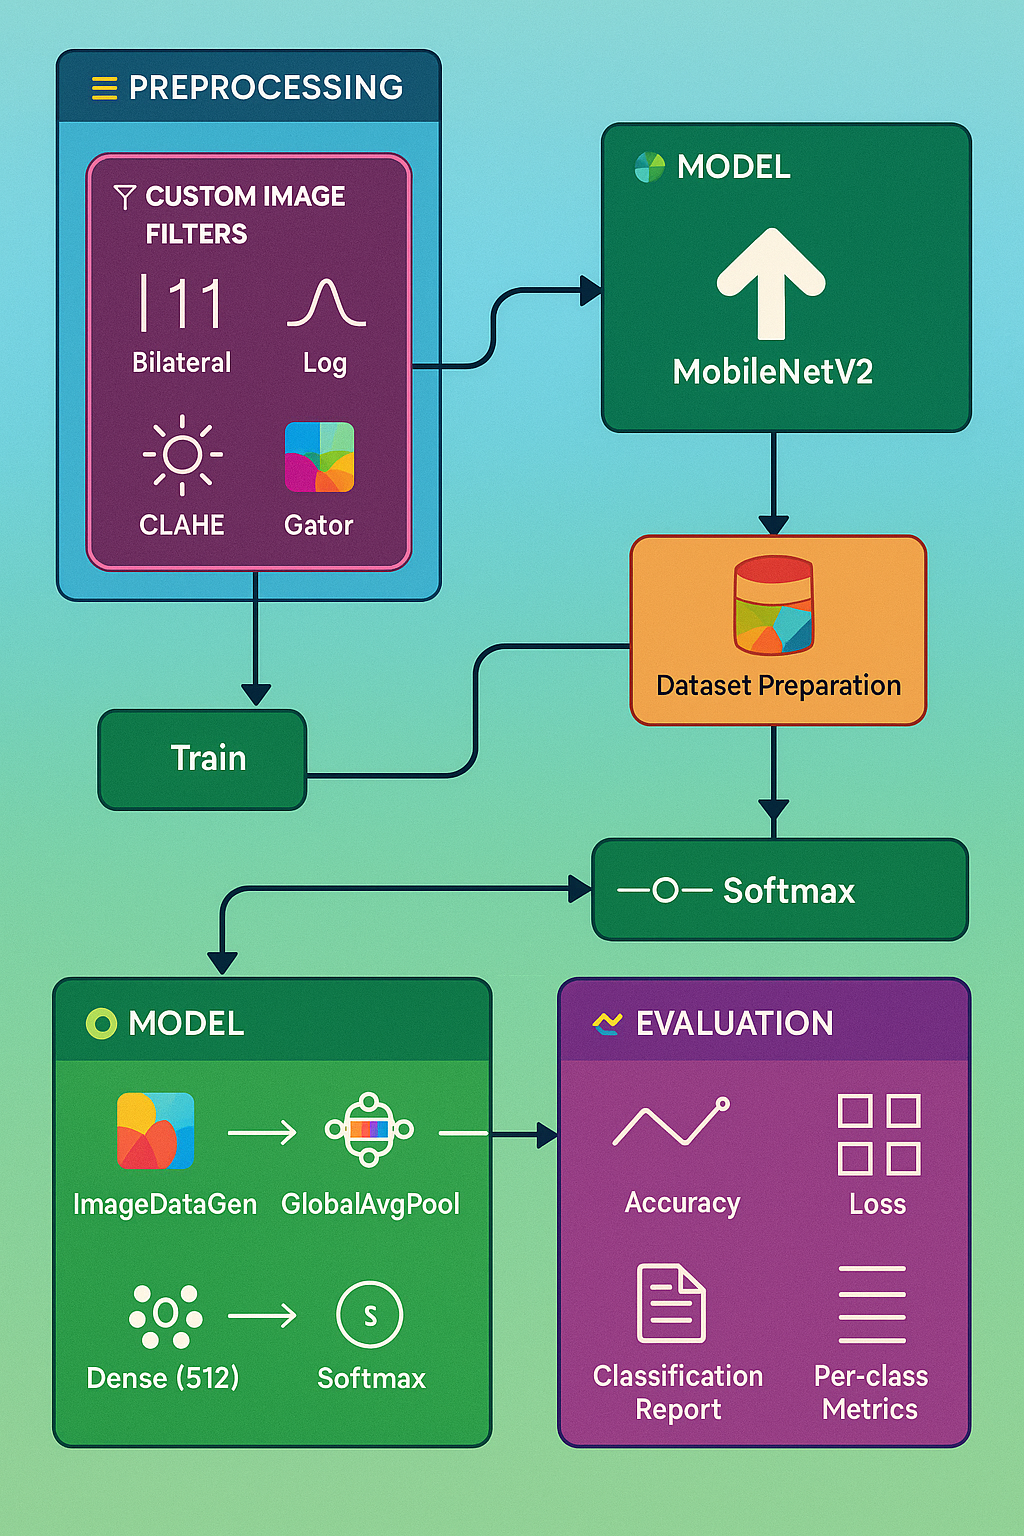 PREPROCESSING
CUSTOM IMAGE
FILTERS
Bilateral
Log
CLAHE
Gator
MODEL
MobileNetV2
Dataset Preparation
Train
Softmax
MODEL
ImageDataGen
GlobalAvgPool
Dense (512)
S
Softmax
EVALUATION
Accuracy
Loss
Classification
Report
Per-class
Metrics